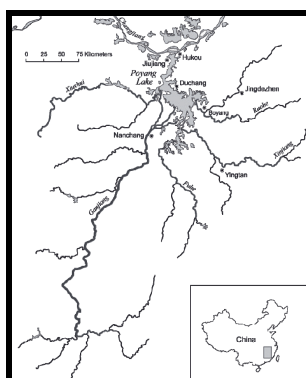 Changjiang
0 25 50 75 Kilometers
Hukou
Jiujiang
Poyang
Lake
Duchang
Xiushui
Jingdezhen
Boyang
Raohe
Nanchang
Xinjiang
Yingtan
Fuhe
Ganjiang
China